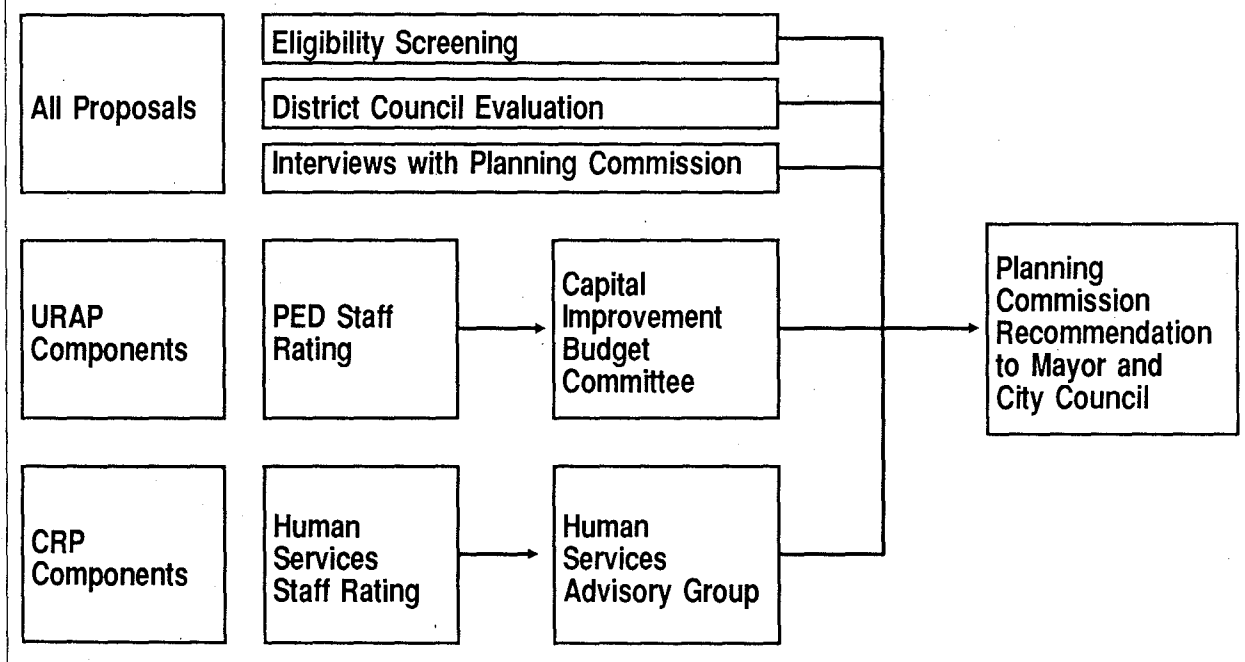 All Proposals
Eligibility Screening
District Council Evaluation
Interviews with Planning Commission
URAP
Components
PED Staff
Rating
Capital
Improvement
Budget
Committee
Planning
Commission
Recommendation
to Mayor and
City Council
CRP
Components
Human
Services
Staff Rating
Human
Services
Advisory Group